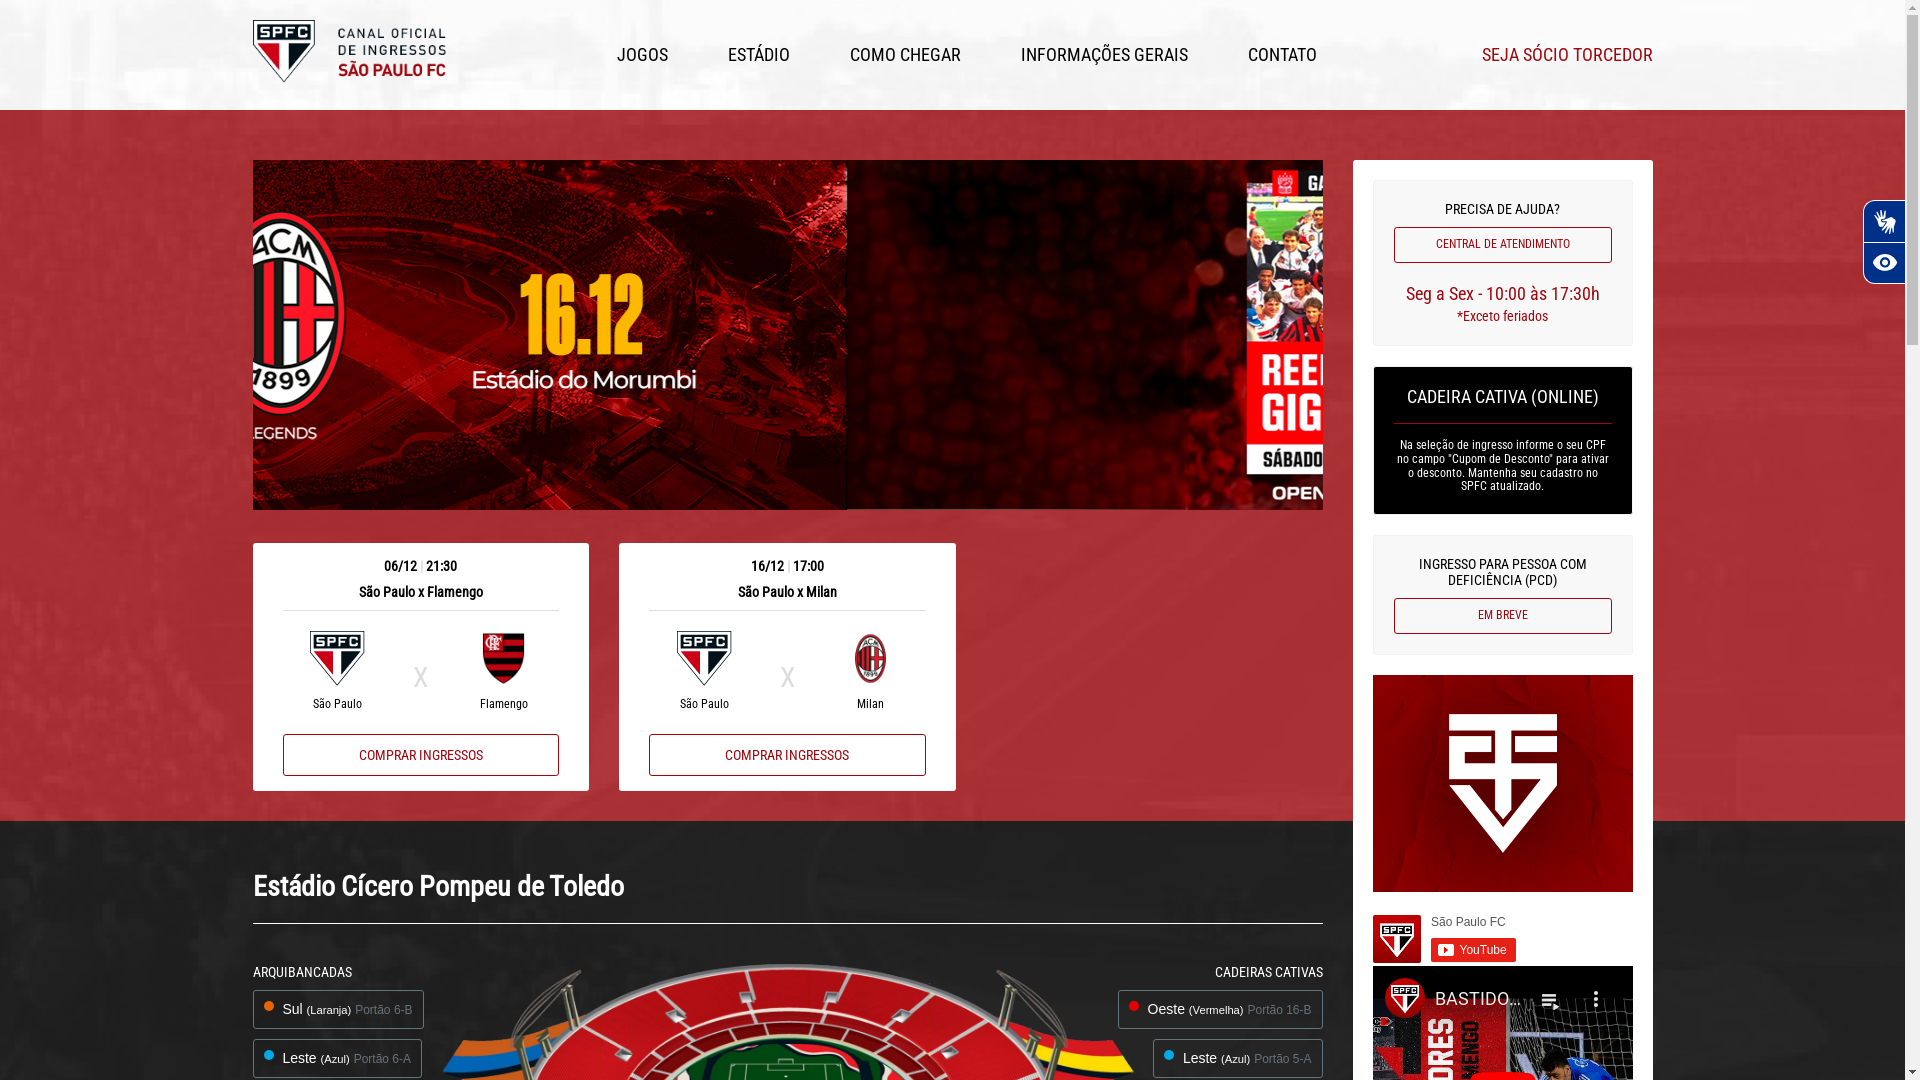 SPFC
CANAL OFICIAL
DE INGRESSOS
SÃO PAULO FC
JOGOS
ESTÁDIO
COMO CHEGAR
INFORMAÇÕES GERAIS
CONTATO
SEJA SÓCIO TORCEDOR
ACM
1899
LEGENDS
16.12
Estádio do Morumbi
SÁBADO
OPEN
06/12 | 21:30
São Paulo x Flamengo
SPFC
X
São Paulo
Flamengo
COMPRAR INGRESSOS
16/12 | 17:00
São Paulo x Milan
SPFC
X
ACM
São Paulo
Milan
COMPRAR INGRESSOS
PRECISA DE AJUDA?
CENTRAL DE ATENDIMENTO
Seg a Sex - 10:00 às 17:30h
*Exceto feriados
CADEIRA CATIVA (ONLINE)
Na seleção de ingresso informe o seu CPF
no campo "Cupom de Desconto" para ativar
o desconto. Mantenha seu cadastro no
SPFC atualizado.
INGRESSO PARA PESSOA COM
DEFICIÊNCIA (PCD)
EM BREVE
SPFC
São Paulo FC
YouTube
SPFC
BASTIDO...
Estádio Cícero Pompeu de Toledo
ARQUIBANCADAS
Sul (Laranja) Portão 6-B
Leste (Azul) Portão 6-A
CADEIRAS CATIVAS
Oeste (Vermelha) Portão 16-B
Leste (Azul) Portão 5-A